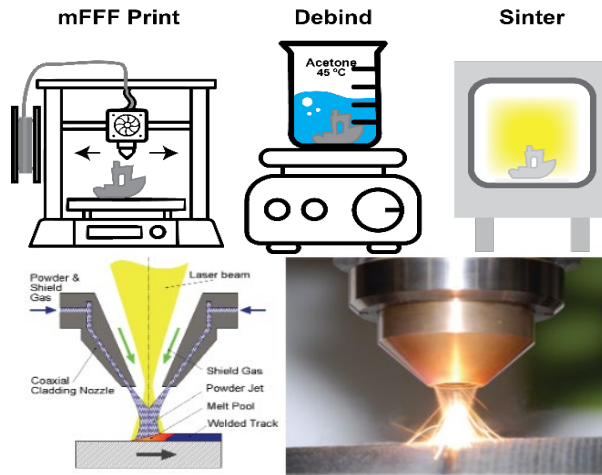 mFFF Print
Debind
Sinter
Acetone
45 ºC
Powder &
Shield
Gas
Laser beam
Coaxial
Cladding Nozzle
Shield Gas
Powder Jet
Melt Pool
Welded Track